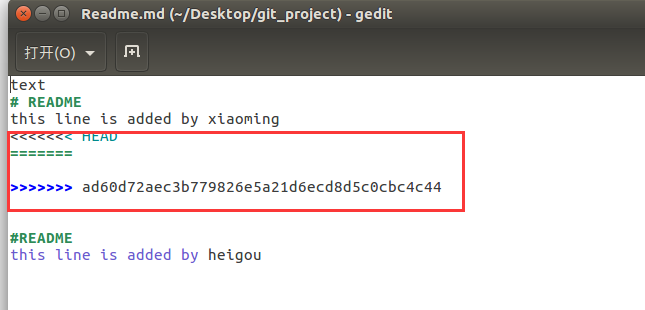 Readme.md (~/Desktop/git_project) - gedit
打开(O)
text
# README
this line is added by xiaoming
<<<<<<< HEAD
=======
>>>>>>> ad60d72aec3b779826e5a21d6ecd8d5c0cbc4c44
#README
this line is added by heigou